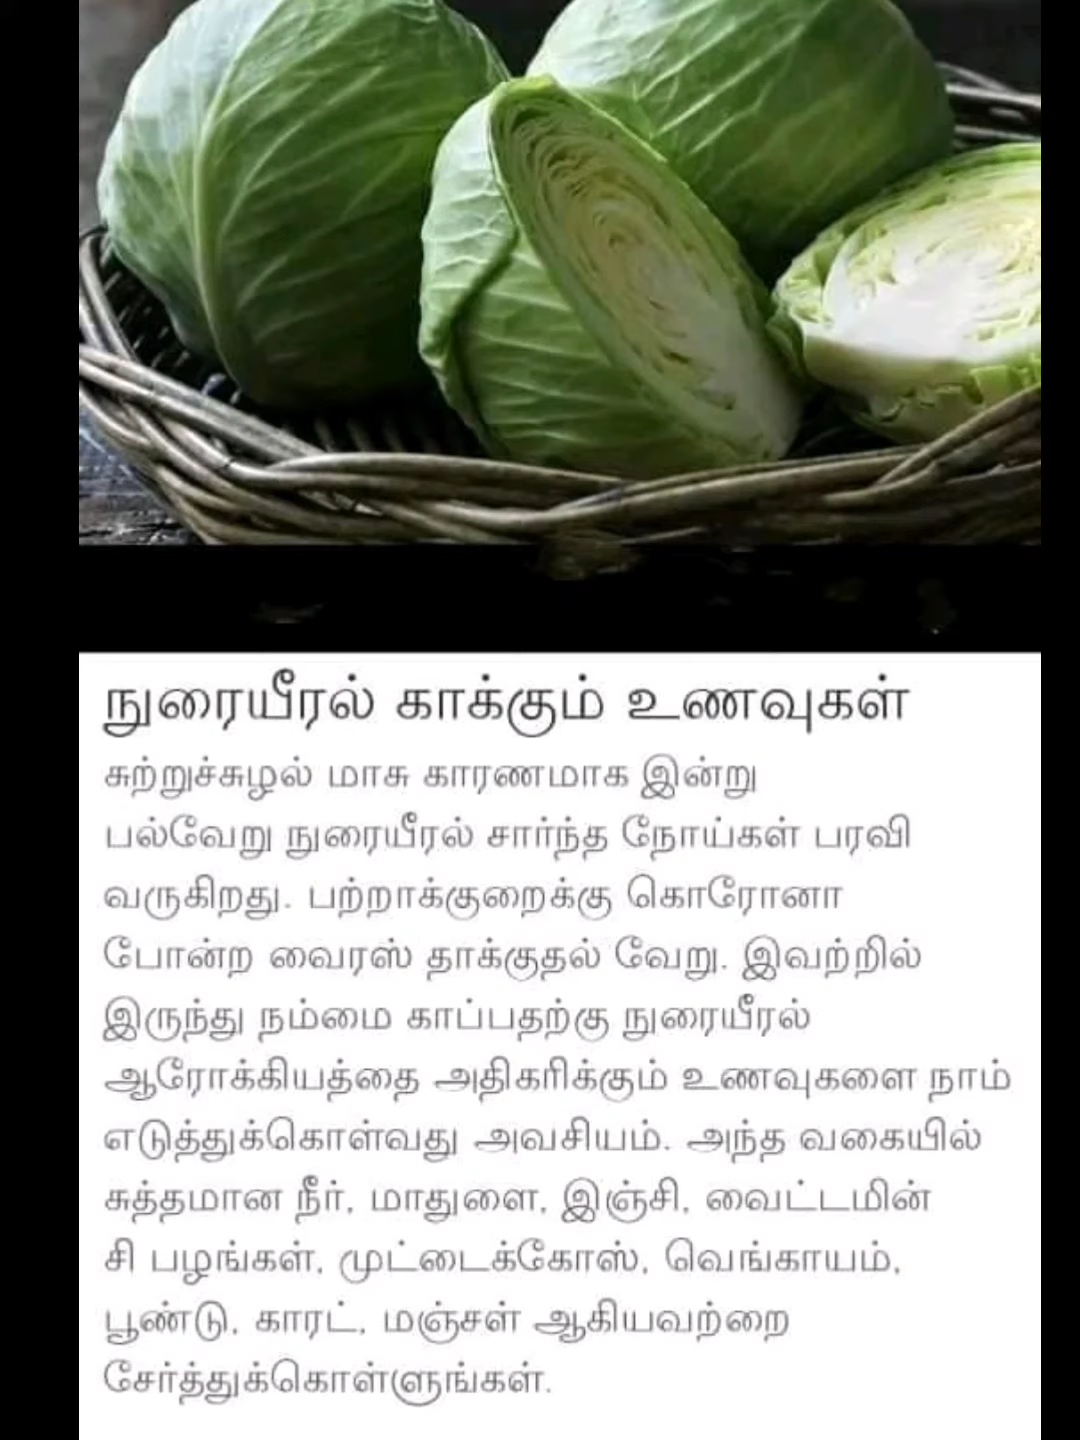 நுரையீரல் காக்கும் உணவுகள்
சுற்றுச்சுழல் மாசு காரணமாக இன்று
பல்வேறு நுரையீரல் சார்ந்த நோய்கள் பரவி
வருகிறது. பற்றாக்குறைக்கு கொரோனா
போன்ற வைரஸ் தாக்குதல் வேறு. இவற்றில்
இருந்து நம்மை காப்பதற்கு நுரையீரல்
ஆரோக்கியத்தை அதிகரிக்கும் உணவுகளை நாம்
எடுத்துக்கொள்வது அவசியம். அந்த வகையில்
சுத்தமான நீர், மாதுளை, இஞ்சி, வைட்டமின்
சி பழங்கள், முட்டைக்கோஸ், வெங்காயம்,
பூண்டு, காரட், மஞ்சள் ஆகியவற்றை
சேர்த்துக்கொள்ளுங்கள்.